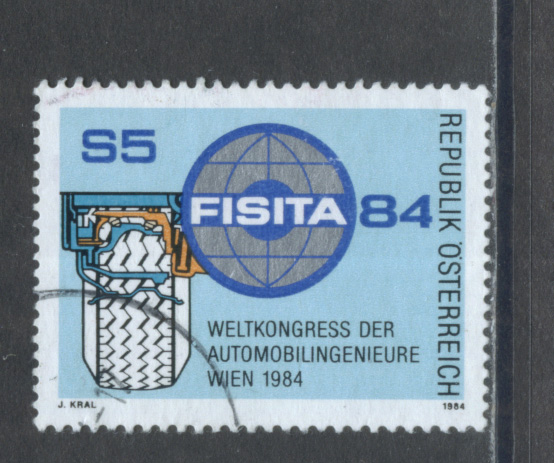 S5
FISITA 84
REPUBLIK ÖSTERREICH
WELTKONGRESS DER
AUTOMOBILINGENIEURE
WIEN 1984
J. KRAL
1984